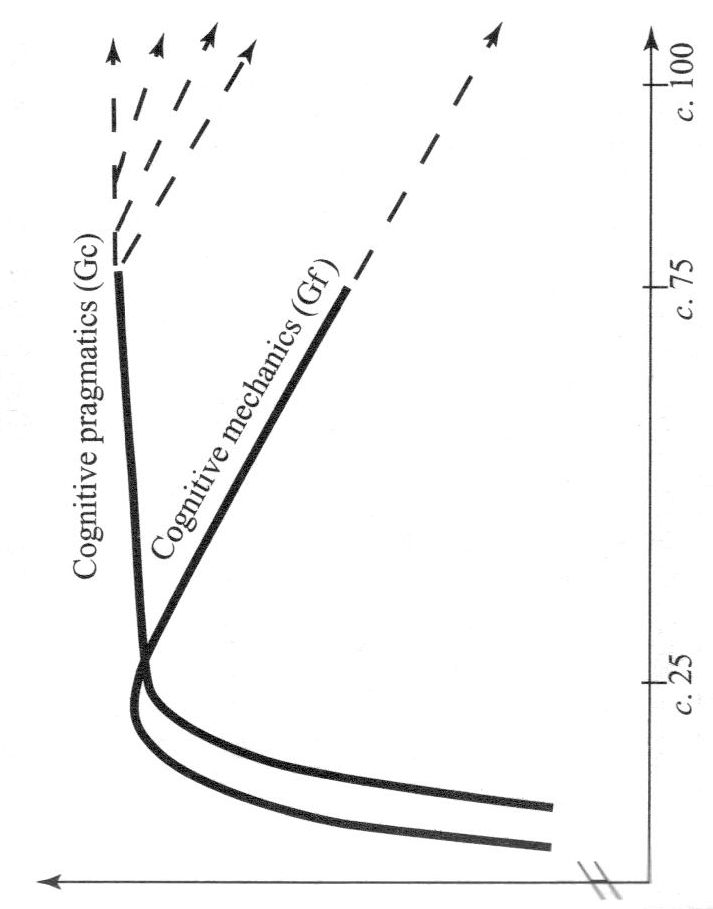 Cognitive pragmatics (Gc)
Cognitive mechanics (Gf)
c. 25
c. 75
c. 100